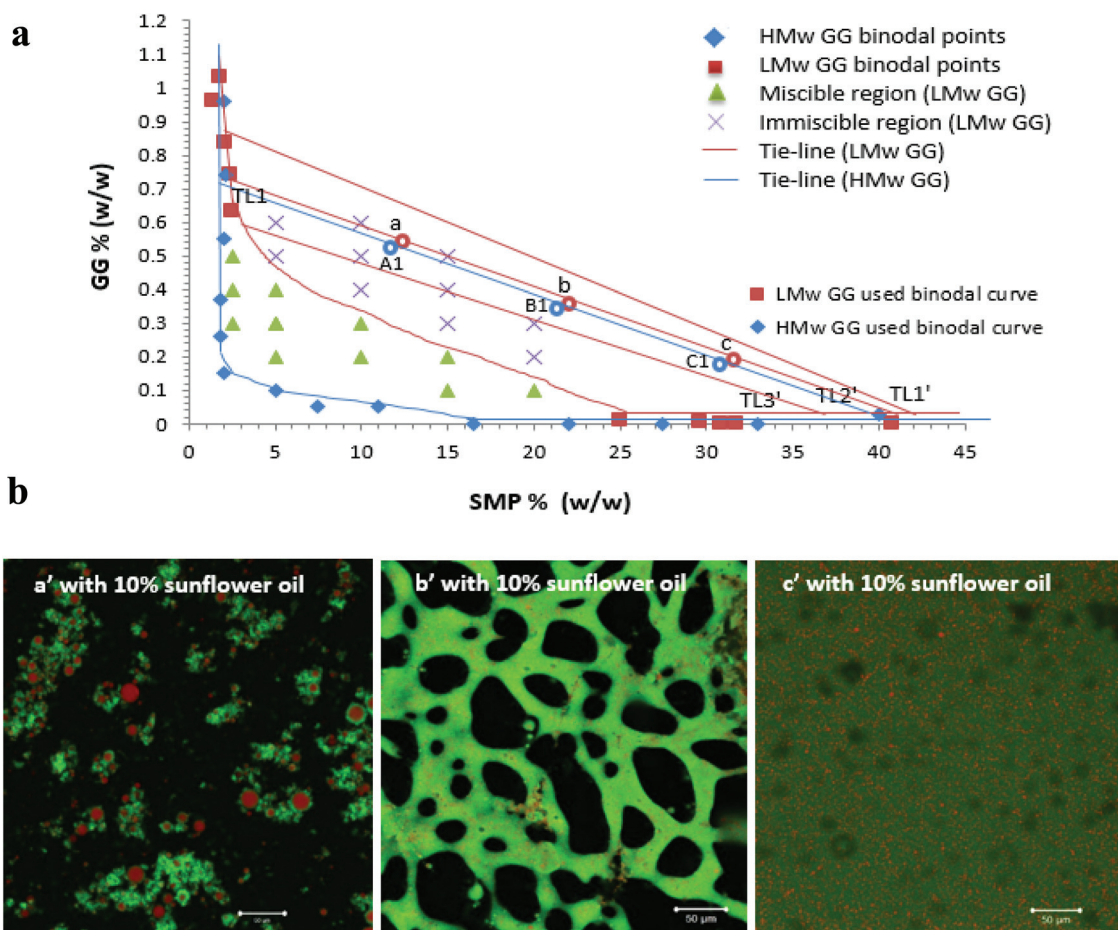 a
1.2
1.1
1
0.9
0.8
0.7
0.6
0.5
0.4
0.3
0.2
0.1
0
GG % (w/w)
0 5 10 15 20 25 30 35 40 45
SMP % (w/w)
HMw GG binodal points
LMw GG binodal points
Miscible region (LMw GG)
Immiscible region (LMw GG)
Tie-line (LMw GG)
Tie-line (HMw GG)
LMw GG used binodal curve
HMw GG used binodal curve
TL1
a
A1
b
B1
c
C1
TL3' TL2' TL1'
b
a’ with 10% sunflower oil
b’ with 10% sunflower oil
c’ with 10% sunflower oil
50 µm
50 µm